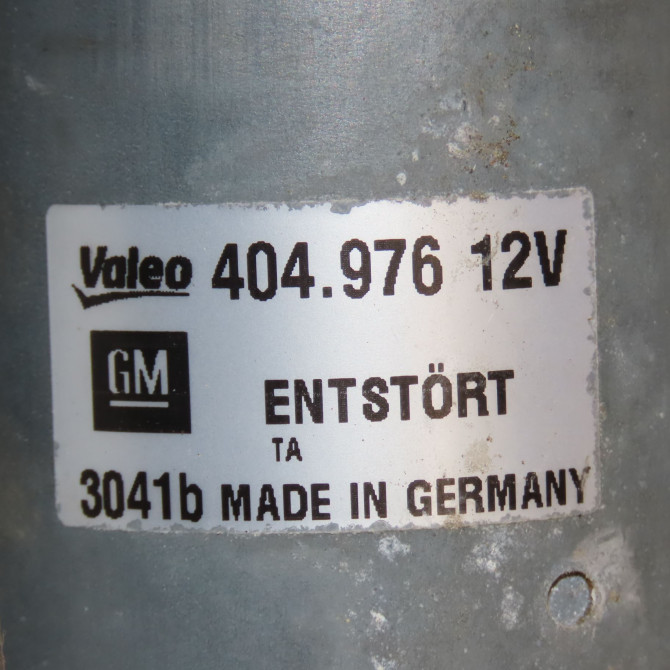 Valeo 404.976 12V
GM
ENTSTÖRT
TA
3041b MADE IN GERMANY